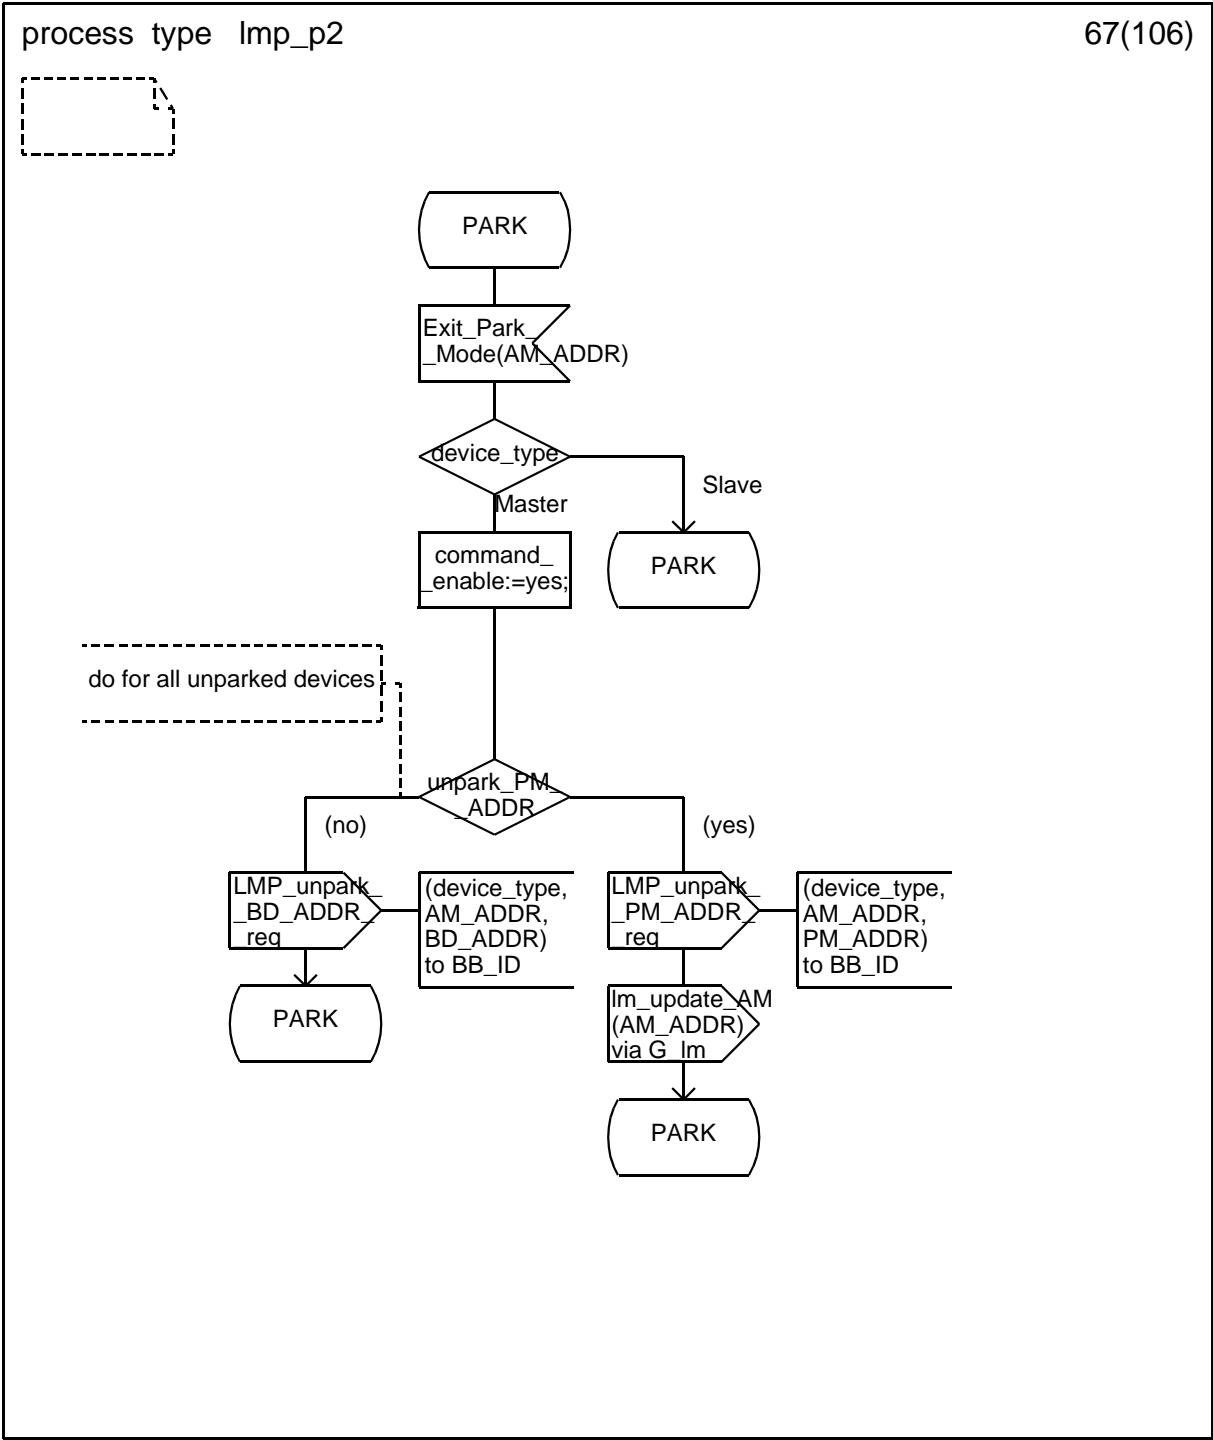 process type lmp_p2
67(106)
PARK
Exit_Park_
_Mode(AM_ADDR)
device_type
Slave
Master
command_
_enable:=yes;
PARK
do for all unparked devices
unpark_PM_
_ADDR
(no)
(yes)
LMP_unpark_
_BD_ADDR_
_req
(device_type,
AM_ADDR,
BD_ADDR)
to BB_ID
LMP_unpark_
_PM_ADDR_
_req
(device_type,
AM_ADDR,
PM_ADDR)
to BB_ID
PARK
lm_update_AM
(AM_ADDR)
via G_lm
PARK